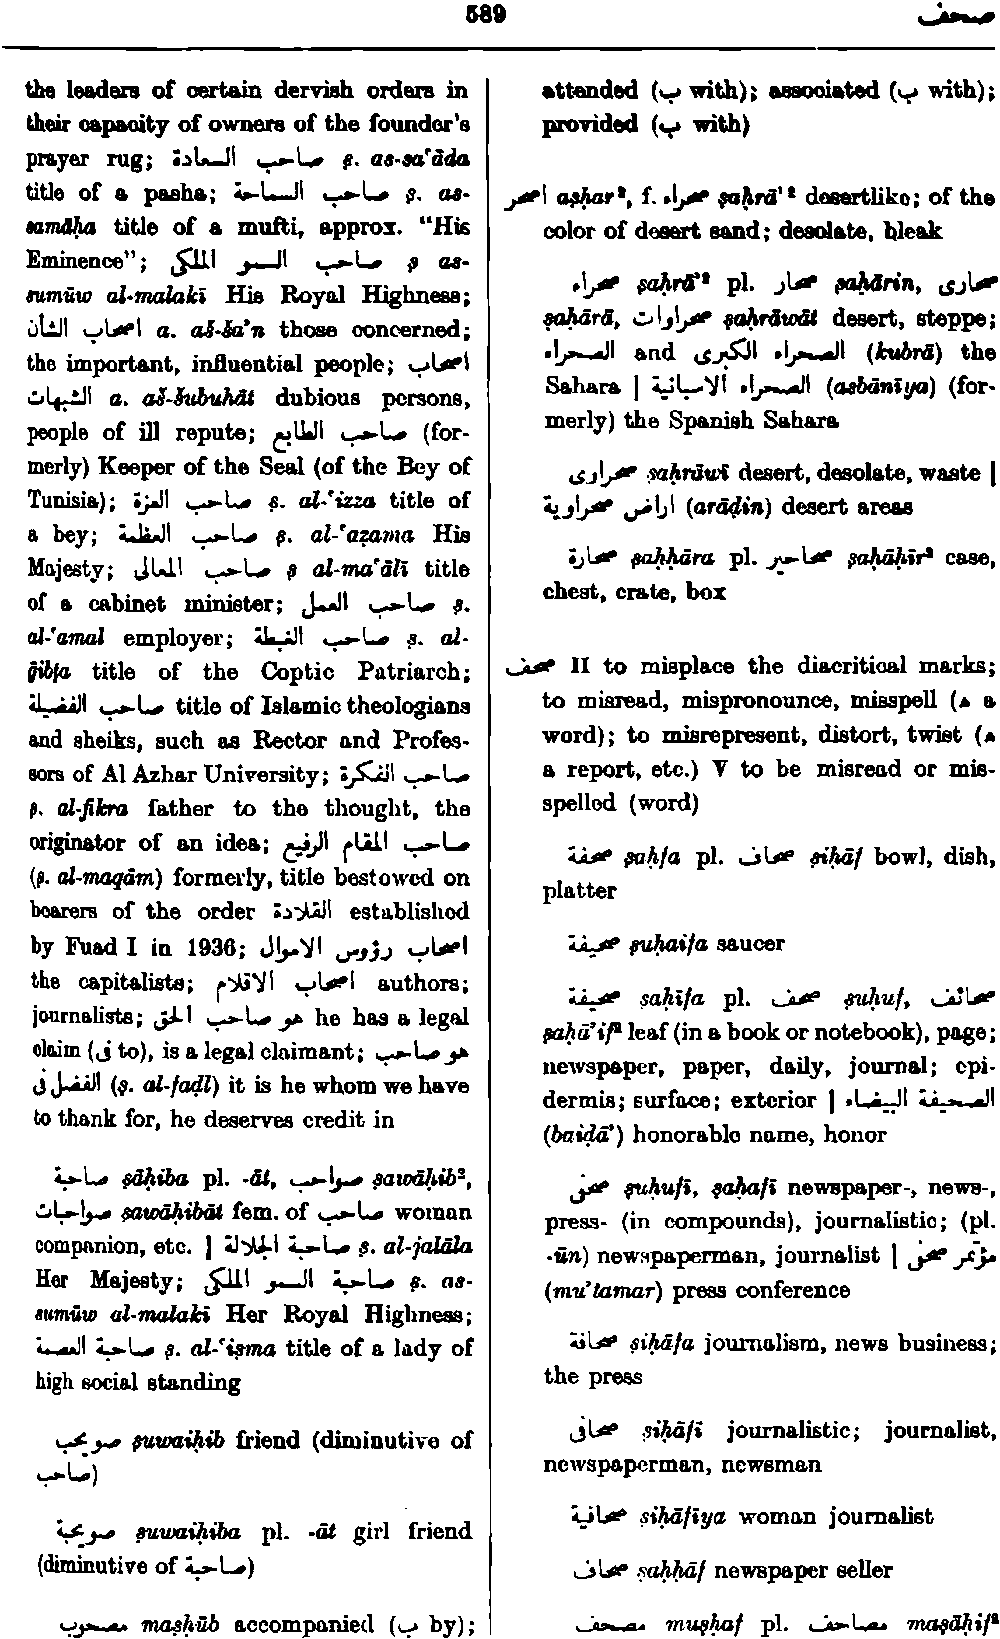 589
صحف
the leaders of certain dervish orders in
their capacity of owners of the founder's
prayer rug; صاحب السعادة ṣ. as-saʿāda
title of a pasha; صاحب السماحة ṣ. as-
samāḥa title of a mufti, approx. "His
Eminence"; صاحب السمو الملكى ṣ as-
sumūw al-malakī His Royal Highness;
اصحاب الشأن a. aš-ša'n those concerned;
the important, influential people; اصحاب
الشبهات a. aš-šubuhāt dubious persons,
people of ill repute; صاحب الطابع (for-
merly) Keeper of the Seal (of the Bey of
Tunisia); صاحب العزة ṣ. al-ʿizza title of
a bey; صاحب العظمة ṣ. al-ʿaẓama His
Majesty; صاحب المعالى ṣ al-maʿālī title
of a cabinet minister; صاحب العمل ṣ.
al-ʿamal employer; صاحب الغبطة ṣ. al-
ḡibṭa title of the Coptic Patriarch;
صاحب الفضيلة title of Islamic theologians
and sheiks, such as Rector and Profes-
sors of Al Azhar University; صاحب الفكرة
ṣ. al-fikra father to the thought, the
originator of an idea; صاحب المقام الرفيع
(ṣ. al-maqām) formerly, title bestowed on
bearers of the order القلادة established
by Fuad I in 1936; اصحاب رؤوس الاموال
the capitalists; اصحاب الاقلام authors;
journalists; هو صاحب الحق he has a legal
claim (فى to), is a legal claimant; هو صاحب
الفضل فى (ṣ. al-faḍl) it is he whom we have
to thank for, he deserves credit in
صاحبة ṣāḥiba pl. -āt, صواحب ṣawāḥib²,
صواحبات ṣawāḥibāt fem. of صاحب woman
companion, etc. | صاحبة الجلالة ṣ. al-jalāla
Her Majesty; صاحبة السمو الملكى ṣ. as-
sumūw al-malakī Her Royal Highness;
صاحبة العصمة ṣ. al-ʿiṣma title of a lady of
high social standing
صويحب ṣuwaiḥib friend (diminutive of
صاحب)
صويحبة ṣuwaiḥiba pl. -āt girl friend
(diminutive of صاحبة)
مصحوب maṣḥūb accompanied (ب by);
attended (ب with); associated (ب with);
provided (ب with)
اصحر aṣḥar², f. صحراء ṣaḥrā'² desertlike; of the
color of desert sand; desolate, bleak
صحراء ṣaḥrā'² pl. صحار ṣaḥārin, صحارى
ṣaḥārā, صحراوات ṣaḥrāwāt desert, steppe;
الصحراء and الصحراء الكبرى (kubrā) the
Sahara | الصحراء الاسبانية (asbānīya) (for-
merly) the Spanish Sahara
صحراوى ṣaḥrāwī desert, desolate, waste |
اراض صحراوية (arāḍin) desert areas
صحارة ṣaḥḥāra pl. صحاحير ṣaḥāḥīr² case,
chest, crate, box
صحف II to misplace the diacritical marks;
to misread, mispronounce, misspell (ه a
word); to misrepresent, distort, twist (ه
a report, etc.) V to be misread or mis-
spelled (word)
صحفة ṣaḥfa pl. صحاف ṣiḥāf bowl, dish,
platter
صحيفة ṣuḥaifa saucer
صحيفة ṣaḥīfa pl. صحف ṣuḥuf, صحائف
ṣaḥā'if² leaf (in a book or notebook), page;
newspaper, paper, daily, journal; epi-
dermis; surface; exterior | الصحيفة البيضاء
(baiḍā') honorable name, honor
صحفى ṣuḥufī, ṣaḥafī newspaper-, news-,
press- (in compounds), journalistic; (pl.
-ūn) newspaperman, journalist | مؤتمر صحفى
(mu'tamar) press conference
صحافة ṣiḥāfa journalism, news business;
the press
صحافى ṣiḥāfī journalistic; journalist,
newspaperman, newsman
صحافية ṣiḥāfīya woman journalist
صحاف ṣaḥḥāf newspaper seller
مصحف muṣḥaf pl. مصاحف maṣāḥif²